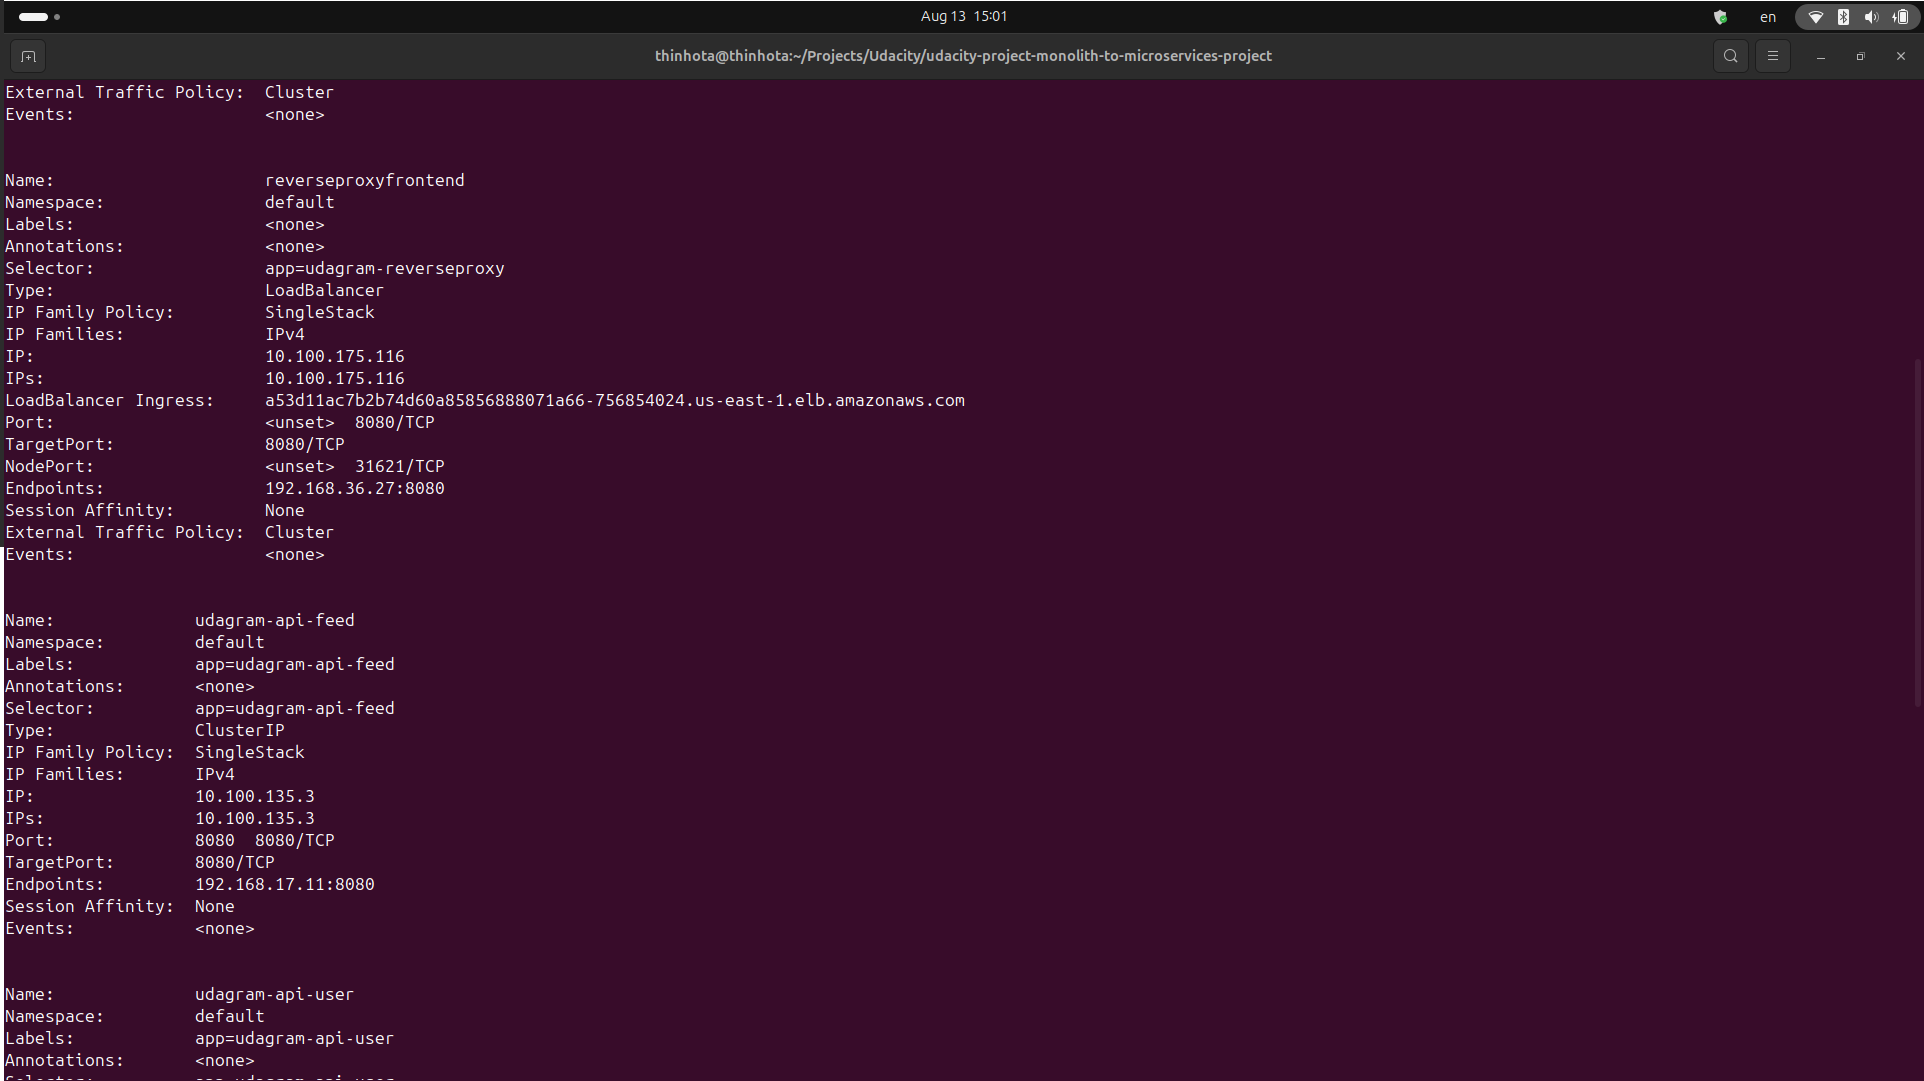 Aug 13 15:01
en
thinhota@thinhota:~/Projects/Udacity/udacity-project-monolith-to-microservices-project
External Traffic Policy:  Cluster
Events:                   <none>
Name:                     reverseproxyfrontend
Namespace:                default
Labels:                   <none>
Annotations:              <none>
Selector:                 app=udagram-reverseproxy
Type:                     LoadBalancer
IP Family Policy:         SingleStack
IP Families:              IPv4
IP:                       10.100.175.116
IPs:                      10.100.175.116
LoadBalancer Ingress:     a53d11ac7b2b74d60a85856888071a66-756854024.us-east-1.elb.amazonaws.com
Port:                     <unset>  8080/TCP
TargetPort:               8080/TCP
NodePort:                 <unset>  31621/TCP
Endpoints:                192.168.36.27:8080
Session Affinity:         None
External Traffic Policy:  Cluster
Events:                   <none>
Name:              udagram-api-feed
Namespace:         default
Labels:            app=udagram-api-feed
Annotations:       <none>
Selector:          app=udagram-api-feed
Type:              ClusterIP
IP Family Policy:  SingleStack
IP Families:       IPv4
IP:                10.100.135.3
IPs:               10.100.135.3
Port:              8080  8080/TCP
TargetPort:        8080/TCP
Endpoints:         192.168.17.11:8080
Session Affinity:  None
Events:            <none>
Name:              udagram-api-user
Namespace:         default
Labels:            app=udagram-api-user
Annotations:       <none>